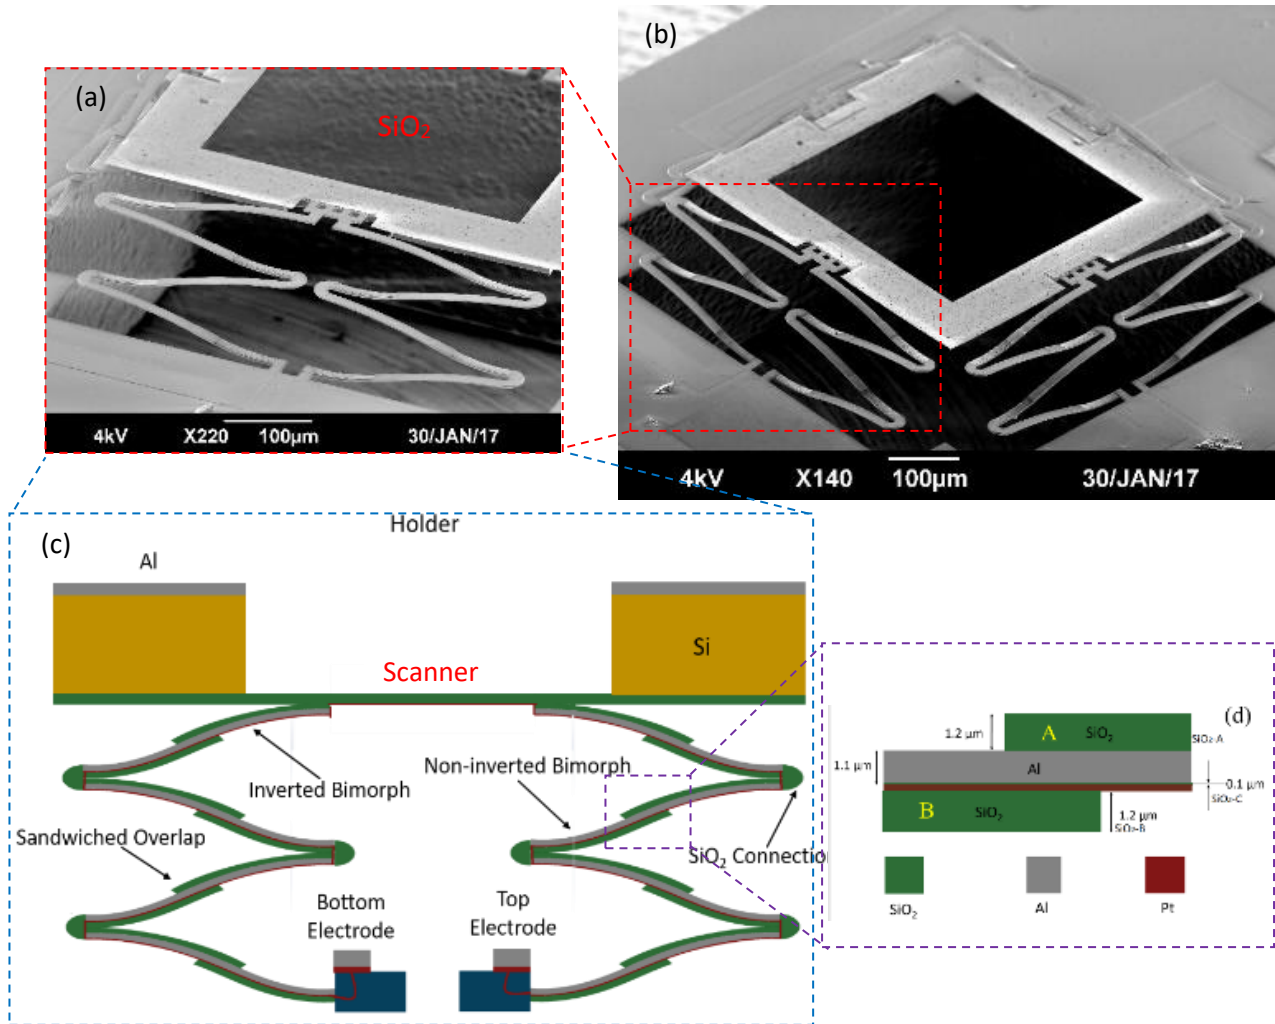 (a)
SiO₂
4kV X220 100μm 30/JAN/17
(b)
4kV X140 100μm 30/JAN/17
(c)
Holder
Al
Si
Scanner
Non-inverted Bimorph
Inverted Bimorph
Sandwiched Overlap
SiO₂ Connection
Bottom
Electrode
Top
Electrode
(d)
1.2 μm
A
SiO₂
SiO₂-A
1.1 μm
Al
0.1 μm
SiO₂-C
B
SiO₂
1.2 μm
SiO₂-B
SiO₂
Al
Pt